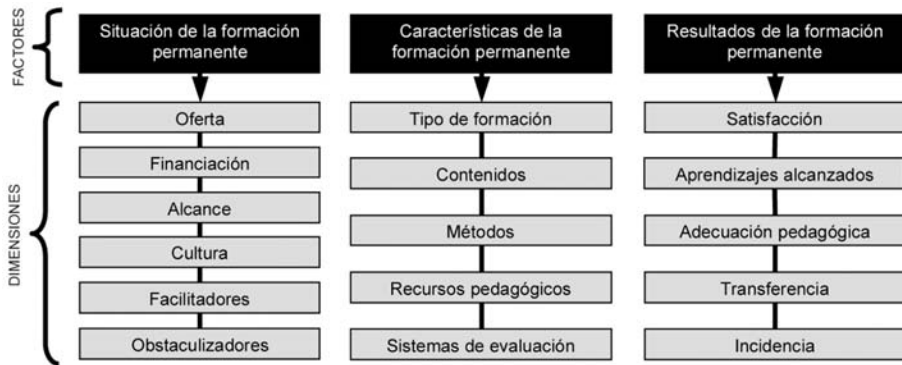 FACTORES
Situación de la formación
permanente
Características de la
formación permanente
Resultados de la formación
permanente
DIMENSIONES
Oferta
Financiación
Alcance
Cultura
Facilitadores
Obstaculizadores
Tipo de formación
Contenidos
Métodos
Recursos pedagógicos
Sistemas de evaluación
Satisfacción
Aprendizajes alcanzados
Adecuación pedagógica
Transferencia
Incidencia